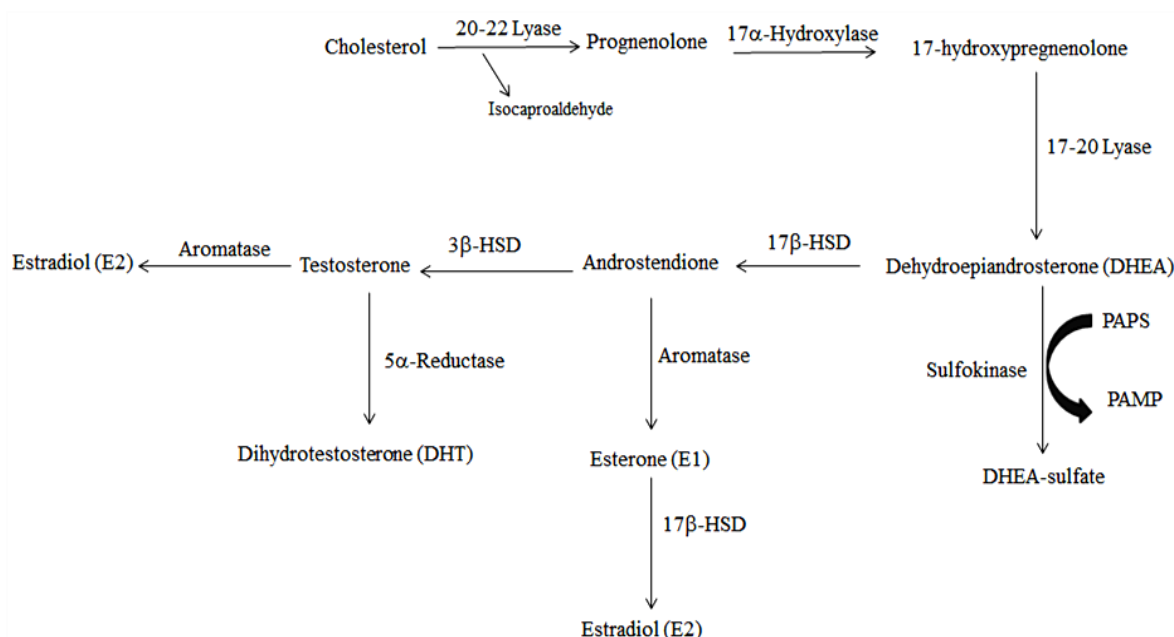 Cholesterol
20-22 Lyase
Prognenolone
17α-Hydroxylase
17-hydroxypregnenolone
Isocaproaldehyde
17-20 Lyase
Estradiol (E2)
Aromatase
Testosterone
3β-HSD
Androstendione
17β-HSD
Dehydroepiandrosterone (DHEA)
5α-Reductase
Aromatase
Sulfokinase
PAPS
PAMP
Dihydrotestosterone (DHT)
Esterone (E1)
DHEA-sulfate
17β-HSD
Estradiol (E2)